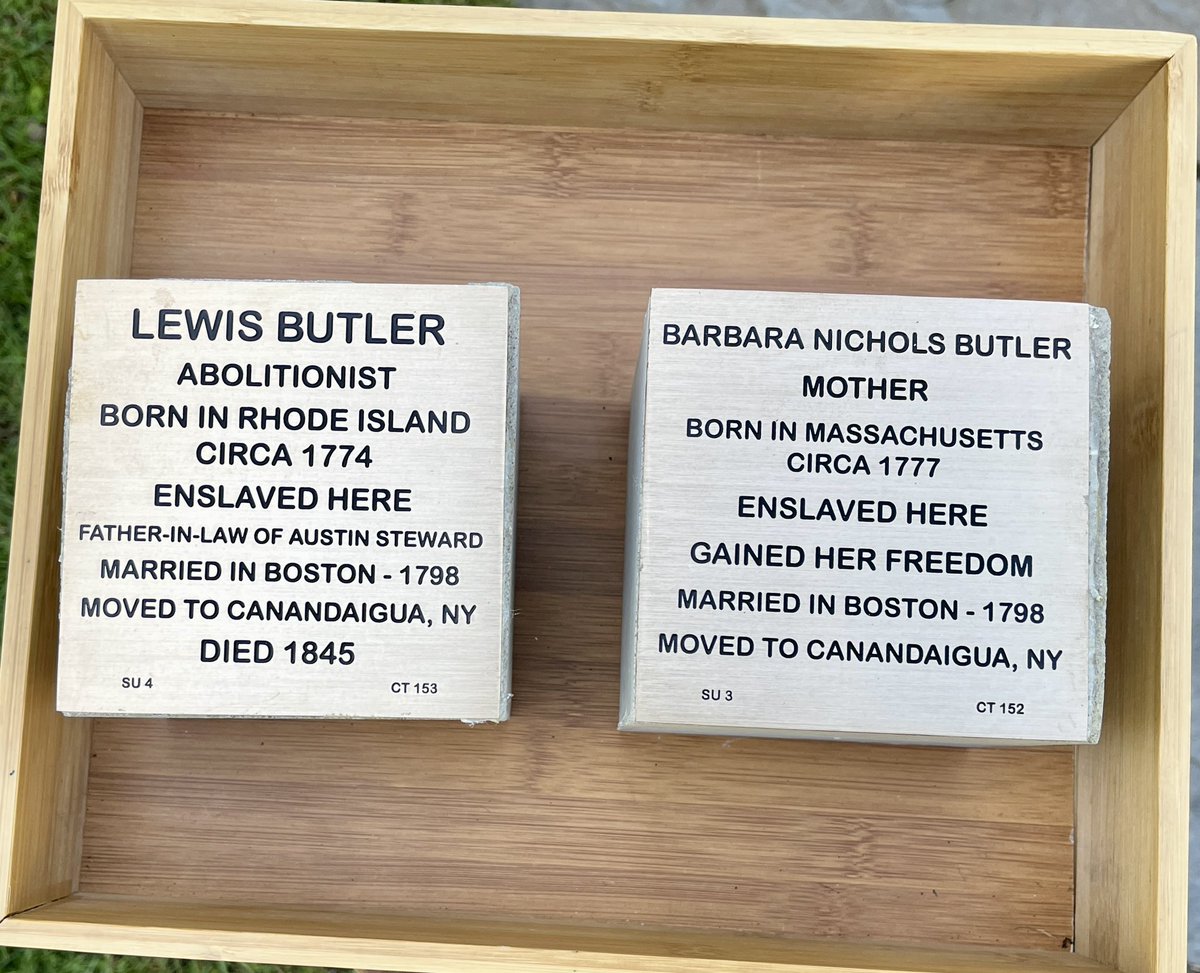 LEWIS BUTLER
ABOLITIONIST
BORN IN RHODE ISLAND
CIRCA 1774
ENSLAVED HERE
FATHER-IN-LAW OF AUSTIN STEWARD
MARRIED IN BOSTON - 1798
MOVED TO CANANDAIGUA, NY
DIED 1845
SU 4 CT 153
BARBARA NICHOLS BUTLER
MOTHER
BORN IN MASSACHUSETTS
CIRCA 1777
ENSLAVED HERE
GAINED HER FREEDOM
MARRIED IN BOSTON - 1798
MOVED TO CANANDAIGUA, NY
SU 3 CT 152